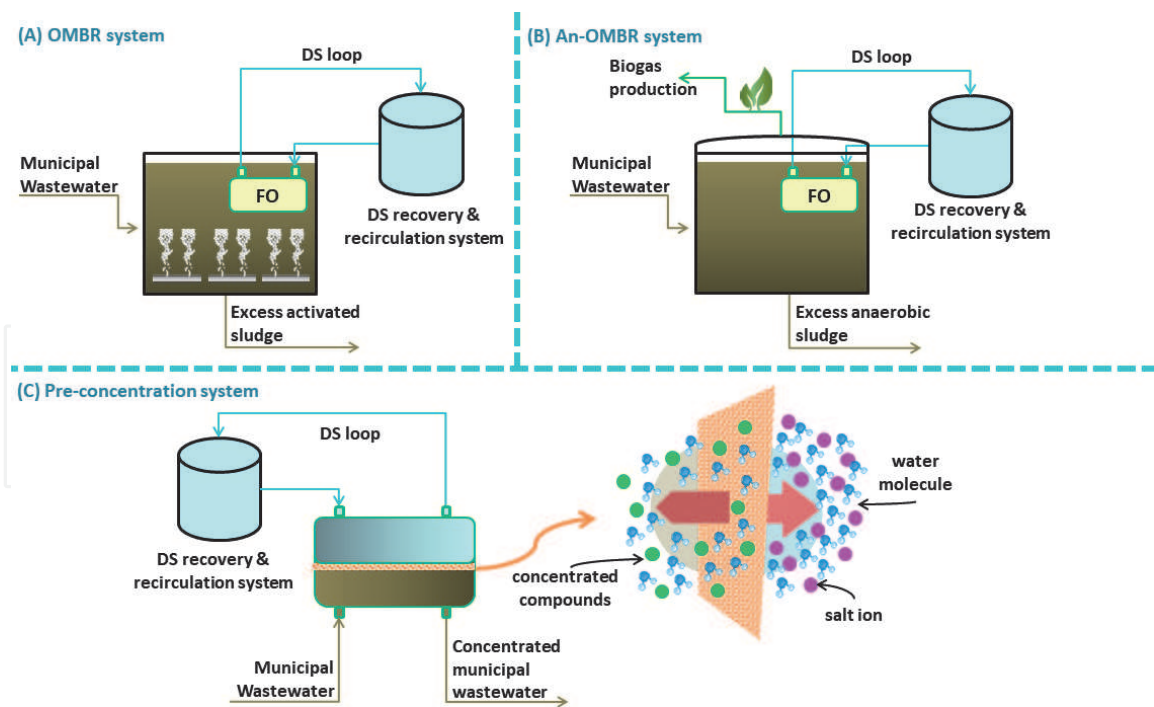 (A) OMBR system
DS loop
Municipal
Wastewater
FO
DS recovery &
recirculation system
Excess activated
sludge
(B) An-OMBR system
Biogas
production
DS loop
Municipal
Wastewater
FO
DS recovery &
recirculation system
Excess anaerobic
sludge
(C) Pre-concentration system
DS loop
DS recovery &
recirculation system
Municipal
Wastewater
Concentrated
municipal
wastewater
concentrated
compounds
water
molecule
salt ion